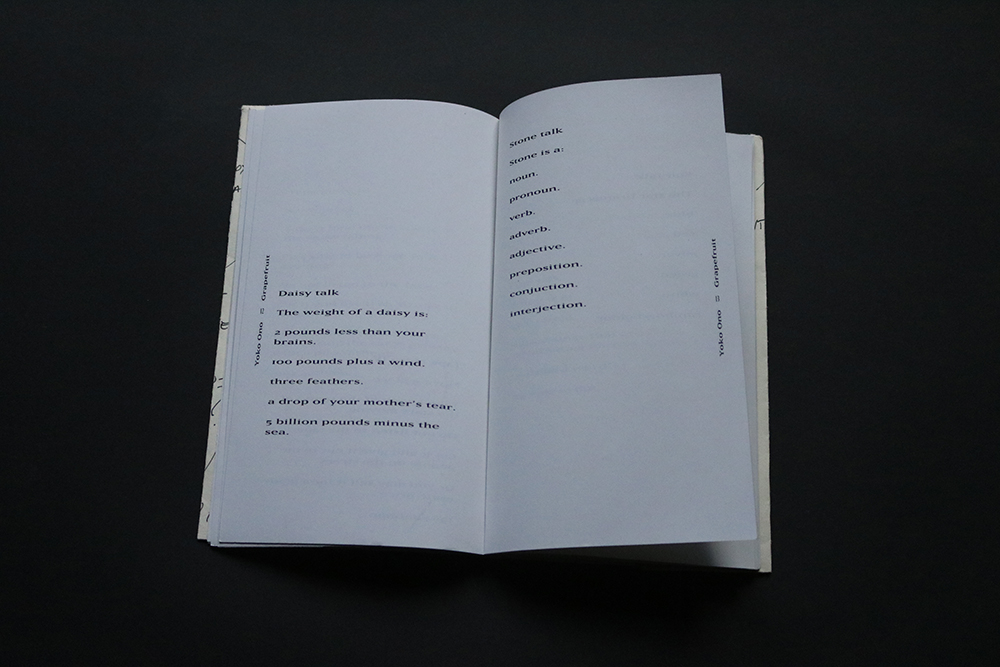 Yoko Ono = Grapefruit
Daisy talk
The weight of a daisy is:
2 pounds less than your
brains.
100 pounds plus a wind.
three feathers.
a drop of your mother's tear.
5 billion pounds minus the
sea.
Stone talk
Stone is a:
noun.
pronoun.
verb.
adverb.
adjective.
preposition.
conjuction.
interjection.
Yoko Ono = Grapefruit